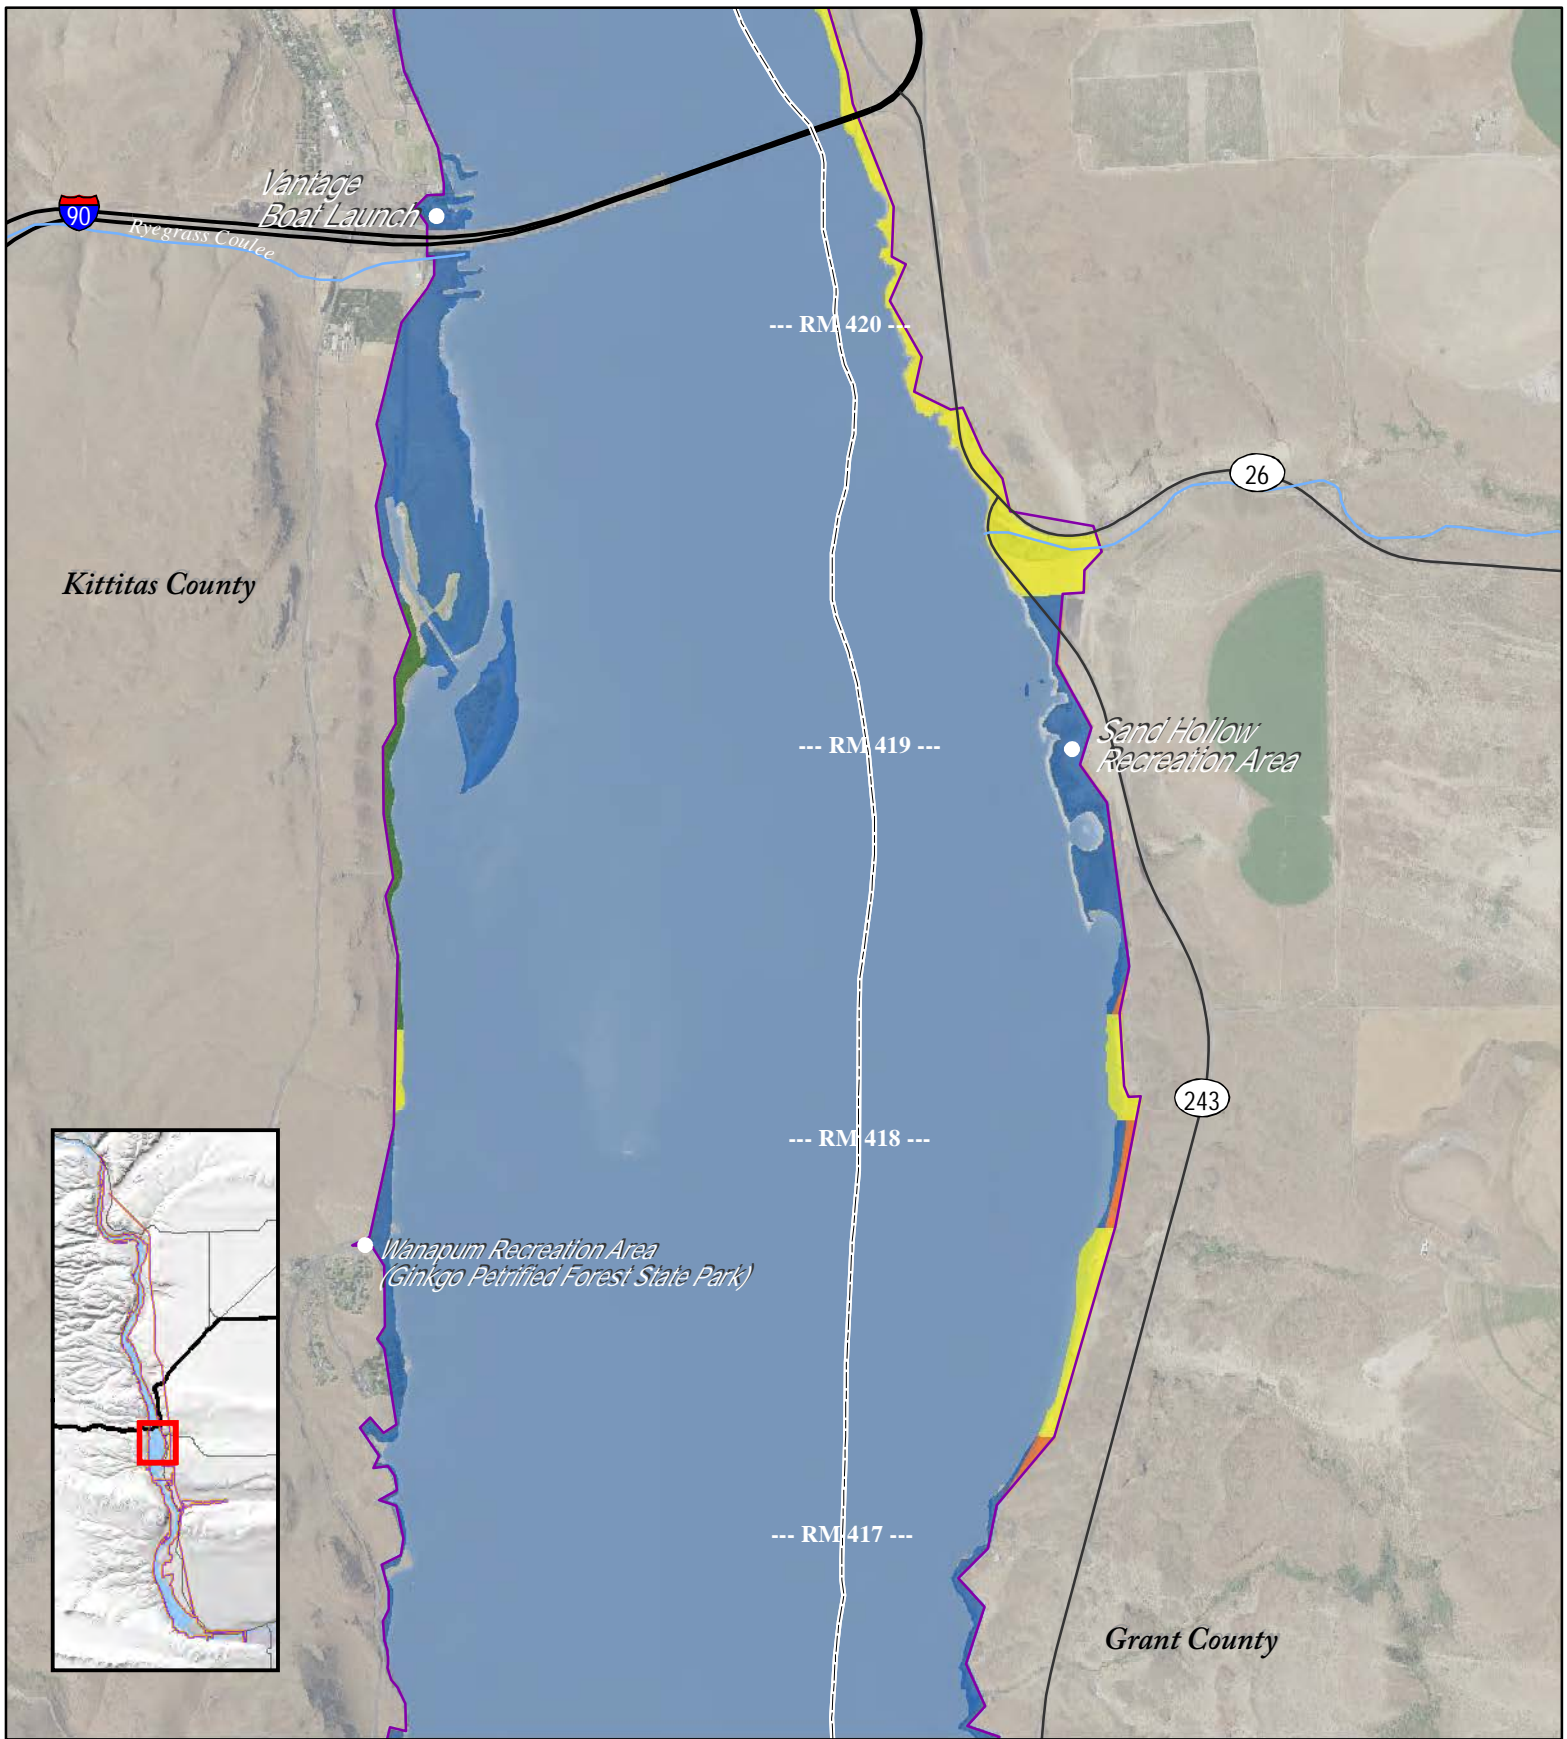 Vantage
Boat Launch
90
Ryegrass Coulee
--- RM 420 ---
26
Kittitas County
--- RM 419 ---
Sand Hollow
Recreation Area
243
--- RM 418 ---
Wanapum Recreation Area
(Ginkgo Petrified Forest State Park)
--- RM 417 ---
Grant County